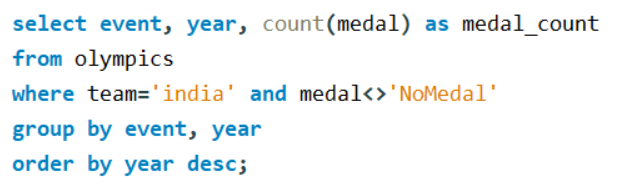 select event, year, count(medal) as medal_count
from olympics
where team='india' and medal<>'NoMedal'
group by event, year
order by year desc;